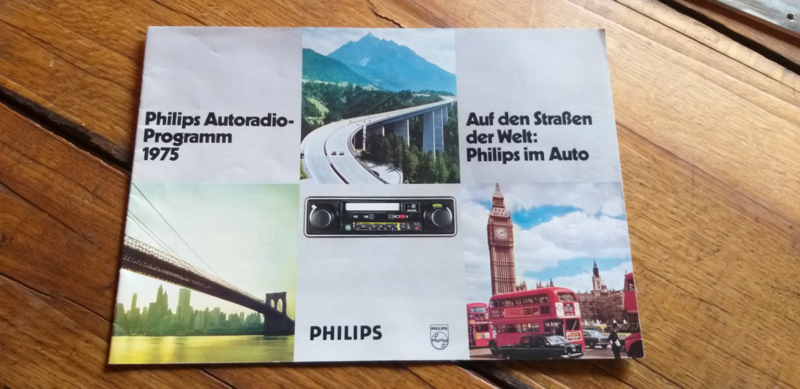 Philips Autoradio-
Programm
1975
Auf den Straßen
der Welt:
Philips im Auto
PHILIPS
PHILIPS